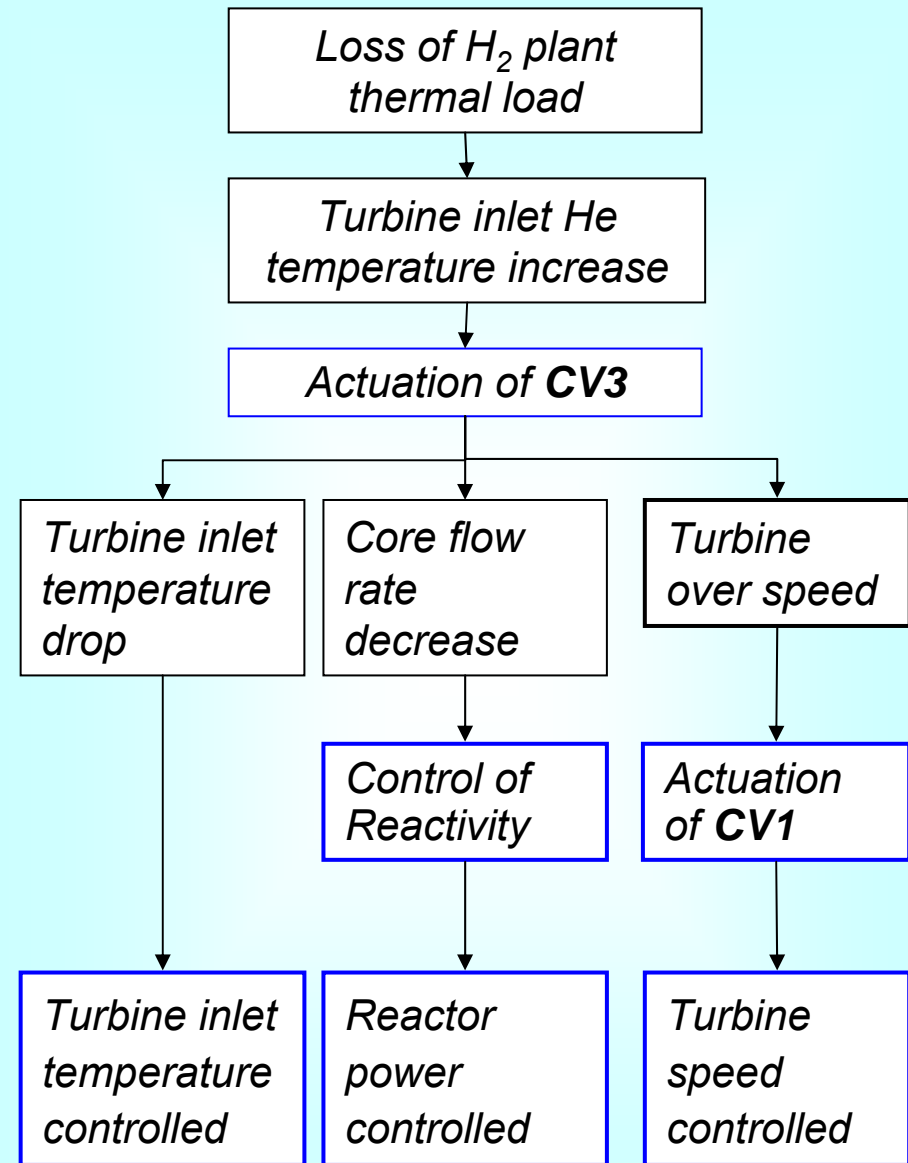 Loss of H₂ plant
thermal load
Turbine inlet He
temperature increase
Actuation of CV3
Turbine inlet
temperature
drop
Core flow
rate
decrease
Turbine
over speed
Control of
Reactivity
Actuation
of CV1
Turbine inlet
temperature
controlled
Reactor
power
controlled
Turbine
speed
controlled